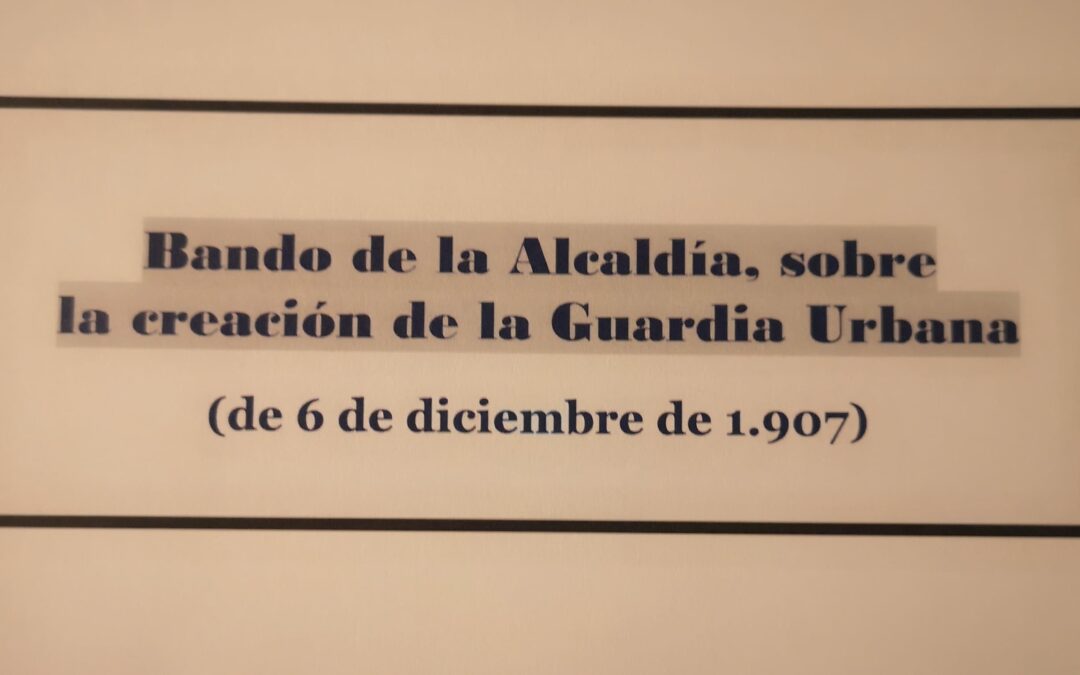 Bando de la Alcaldía, sobre
la creación de la Guardia Urbana
(de 6 de diciembre de 1.907)